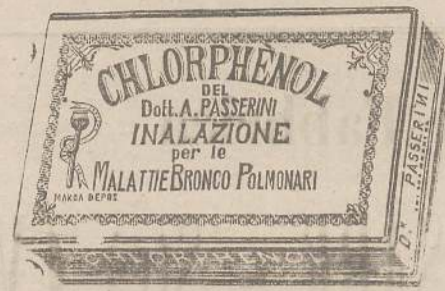 CHLORPHÈNOL
DEL
Dott. A. PASSERINI
INALAZIONE
per le
MALATTIE BRONCO POLMONARI
MARCA DEPOS
D.r PASSERINI
CHLORPHENOL